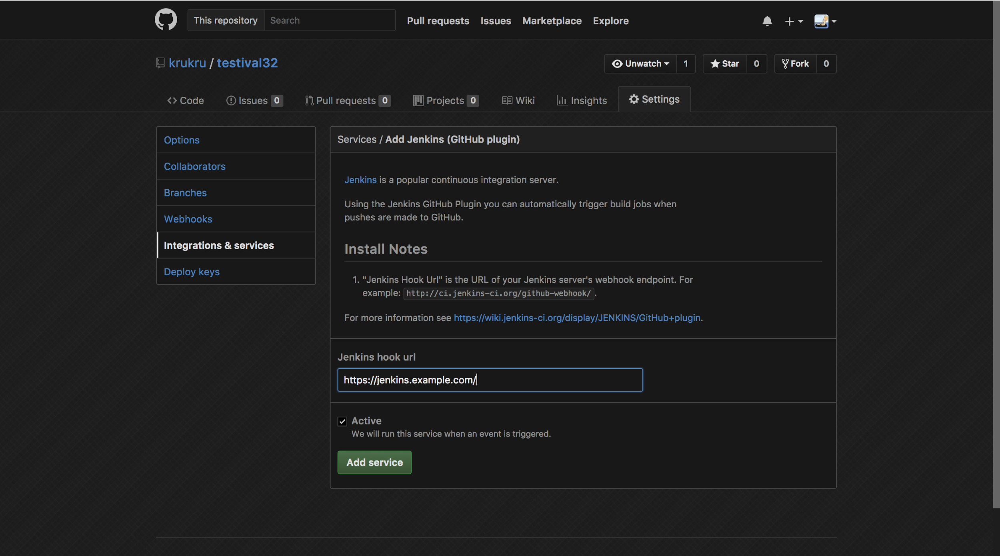 This repository Search Pull requests Issues Marketplace Explore
krukru / testival32 Unwatch 1 Star 0 Fork 0
Code Issues 0 Pull requests 0 Projects 0 Wiki Insights Settings
Options
Collaborators
Branches
Webhooks
Integrations & services
Deploy keys
Services / Add Jenkins (GitHub plugin)
Jenkins is a popular continuous integration server.
Using the Jenkins GitHub Plugin you can automatically trigger build jobs when
pushes are made to GitHub.
Install Notes
1. "Jenkins Hook Url" is the URL of your Jenkins server's webhook endpoint. For
example: http://ci.jenkins-ci.org/github-webhook/.
For more information see https://wiki.jenkins-ci.org/display/JENKINS/GitHub+plugin.
Jenkins hook url
https://jenkins.example.com/
Active
We will run this service when an event is triggered.
Add service